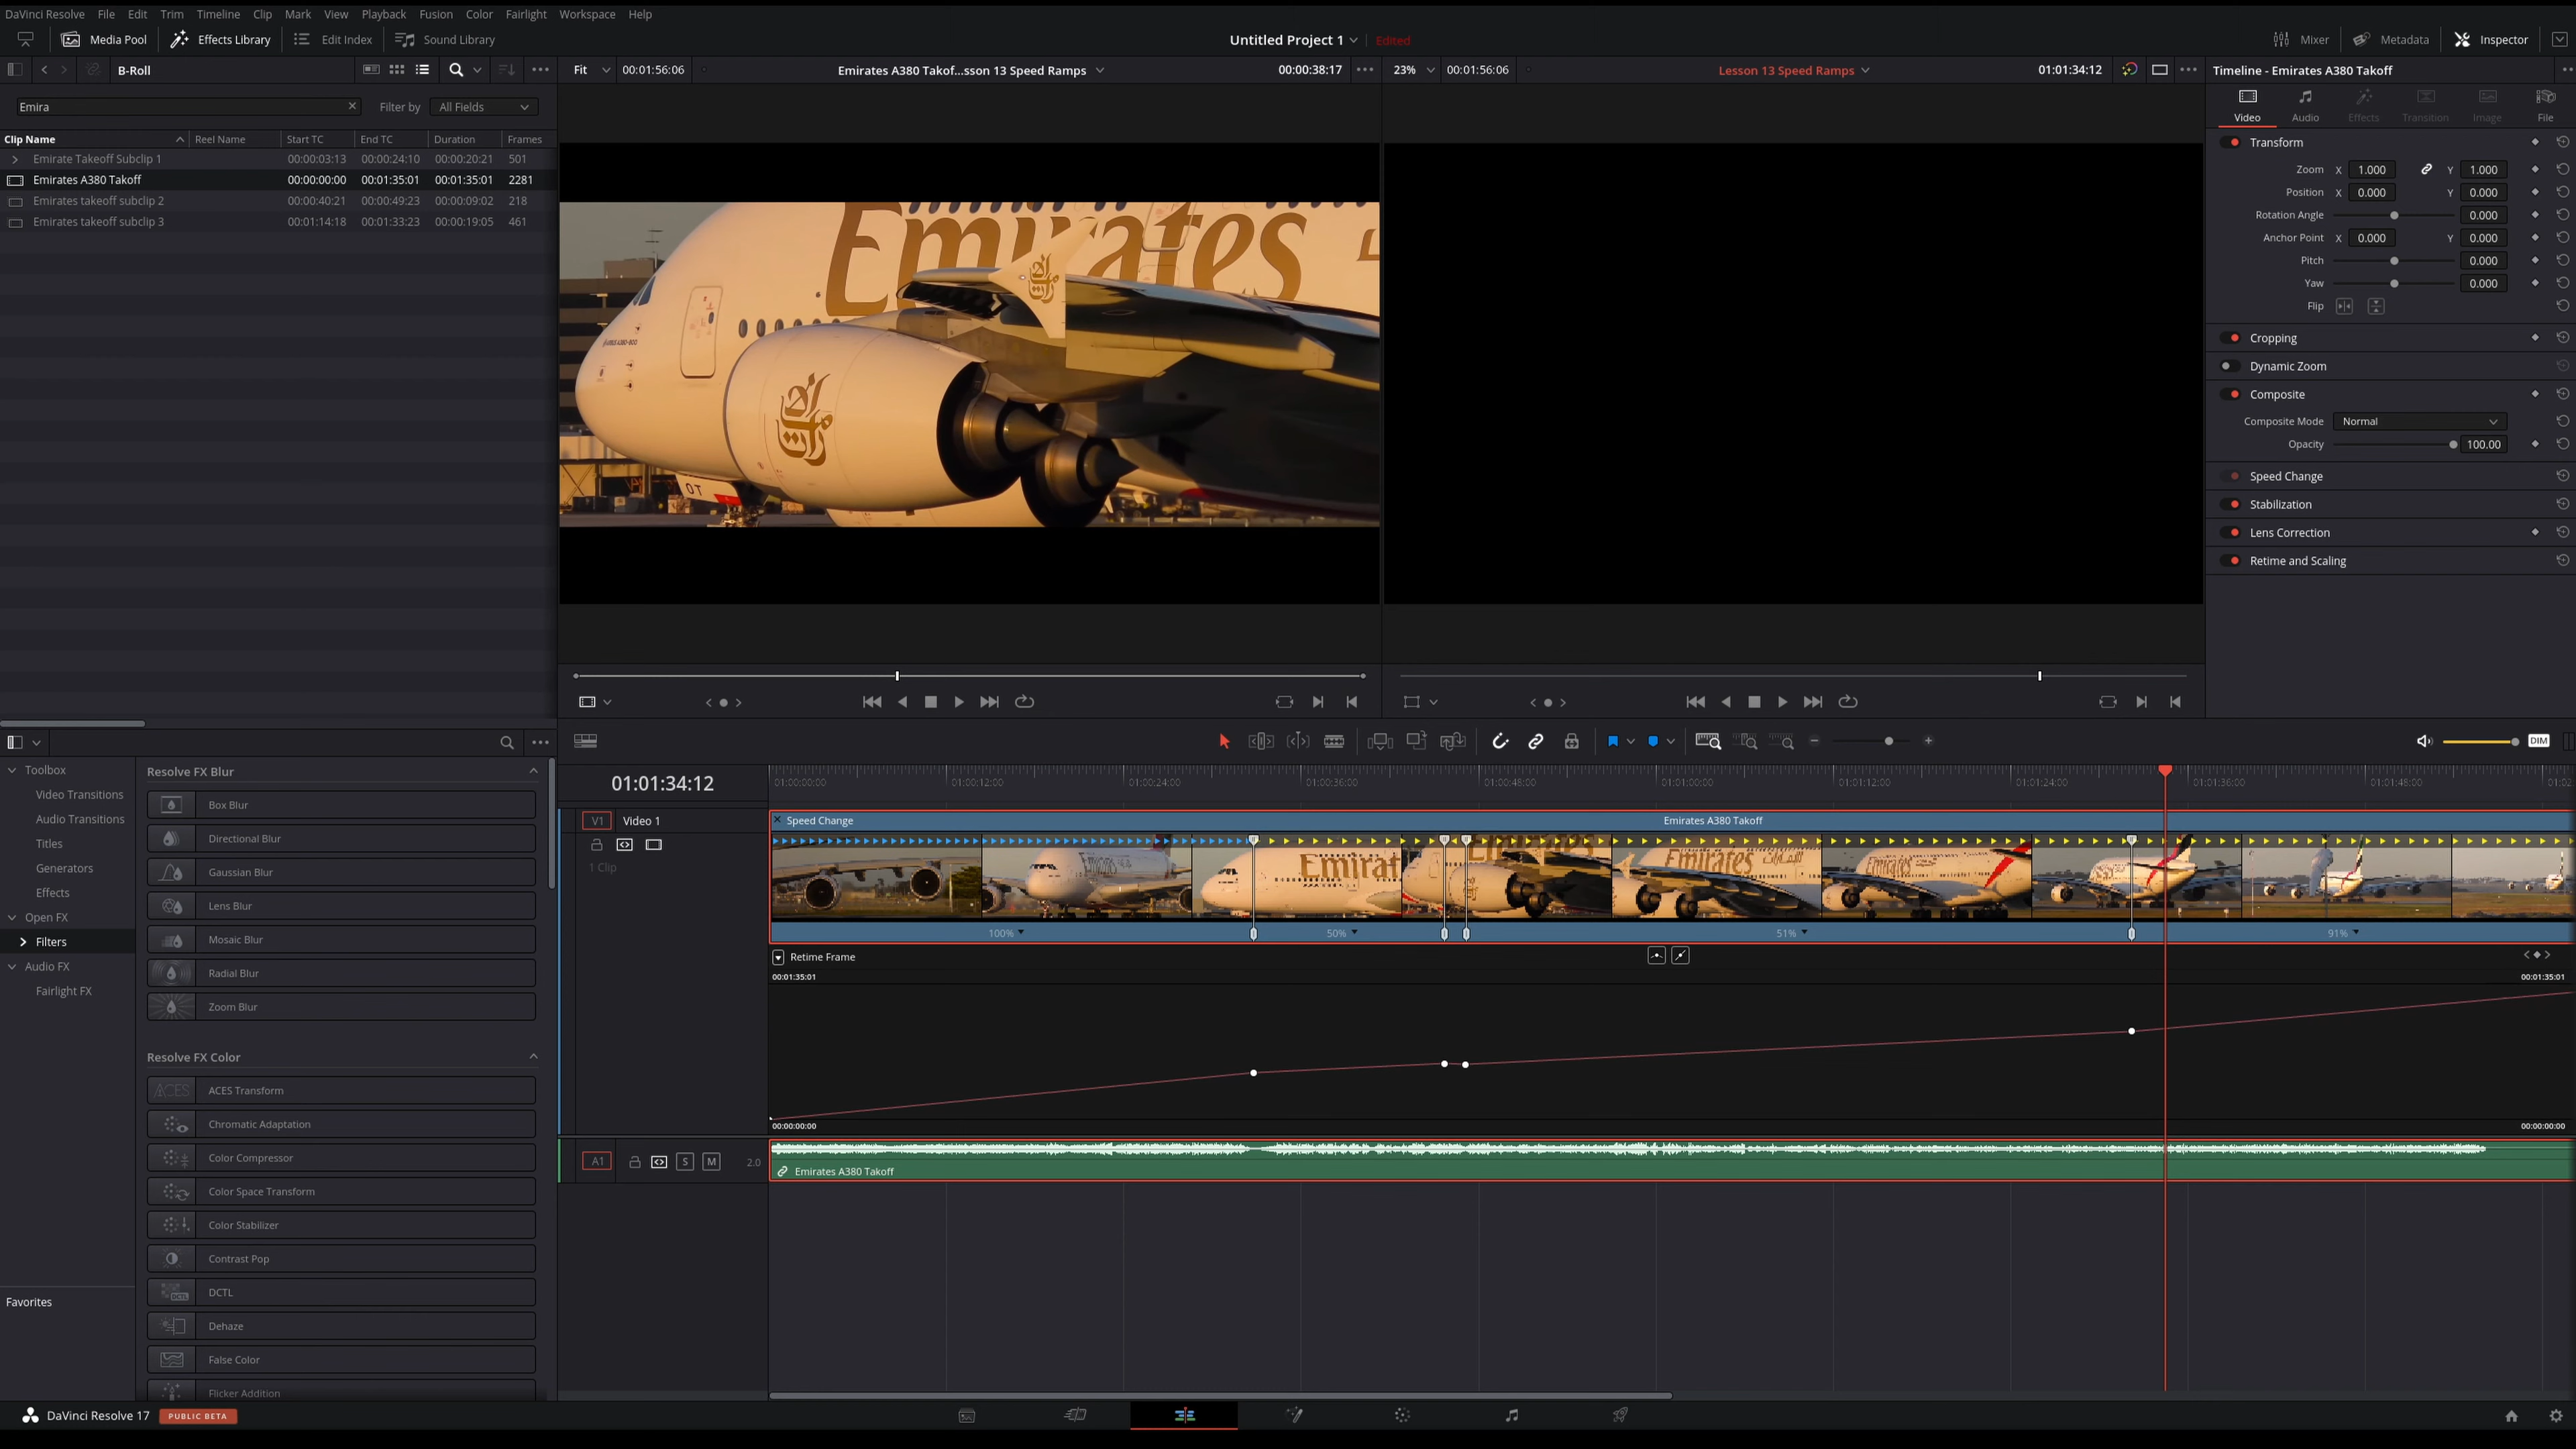 DaVinci Resolve File Edit Trim Timeline Clip Mark View Playback Fusion Color Fairlight Workspace Help
Media Pool Effects Library Edit Index Sound Library Untitled Project 1 Edited Mixer Metadata Inspector
B-Roll Fit 00:01:56:06 Emirates A380 Takof...sson 13 Speed Ramps 00:00:38:17 23% 00:01:56:06 Lesson 13 Speed Ramps 01:01:34:12 Timeline - Emirates A380 Takoff
Emira Filter by All Fields
Video Audio Effects Transition Image File
Clip Name Reel Name Start TC End TC Duration Frames
Emirate Takeoff Subclip 1 00:00:03:13 00:00:24:10 00:00:20:21 501
Emirates A380 Takoff 00:00:00:00 00:01:35:01 00:01:35:01 2281
Emirates takeoff subclip 2 00:00:40:21 00:00:49:23 00:00:09:02 218
Emirates takeoff subclip 3 00:01:14:18 00:01:33:23 00:00:19:05 461
Emirates
OT
Transform
Zoom X 1.000 Y 1.000
Position X 0.000 Y 0.000
Rotation Angle 0.000
Anchor Point X 0.000 Y 0.000
Pitch 0.000
Yaw 0.000
Flip
Cropping
Dynamic Zoom
Composite
Composite Mode Normal
Opacity 100.00
Speed Change
Stabilization
Lens Correction
Retime and Scaling
Toolbox
Video Transitions
Audio Transitions
Titles
Generators
Effects
Open FX
Filters
Audio FX
Fairlight FX
Favorites
Resolve FX Blur
Box Blur
Directional Blur
Gaussian Blur
Lens Blur
Mosaic Blur
Radial Blur
Zoom Blur
Resolve FX Color
ACES ACES Transform
Chromatic Adaptation
Color Compressor
Color Space Transform
Color Stabilizer
Contrast Pop
DCTL DCTL
Dehaze
False Color
Flicker Addition
DIM
01:01:34:12 01:00:00:00 01:00:12:00 01:00:24:00 01:00:36:00 01:00:48:00 01:01:00:00 01:01:12:00 01:01:24:00 01:01:36:00 01:01:48:00 01:02
V1 Video 1 Speed Change Emirates A380 Takoff
1 Clip
Emirat Emirates Emirates Emirates
100% 50% 51% 91%
Retime Frame
00:01:35:01 00:01:35:01
00:00:00:00 00:00:00:00
A1 S M 2.0
Emirates A380 Takoff
DaVinci Resolve 17 PUBLIC BETA